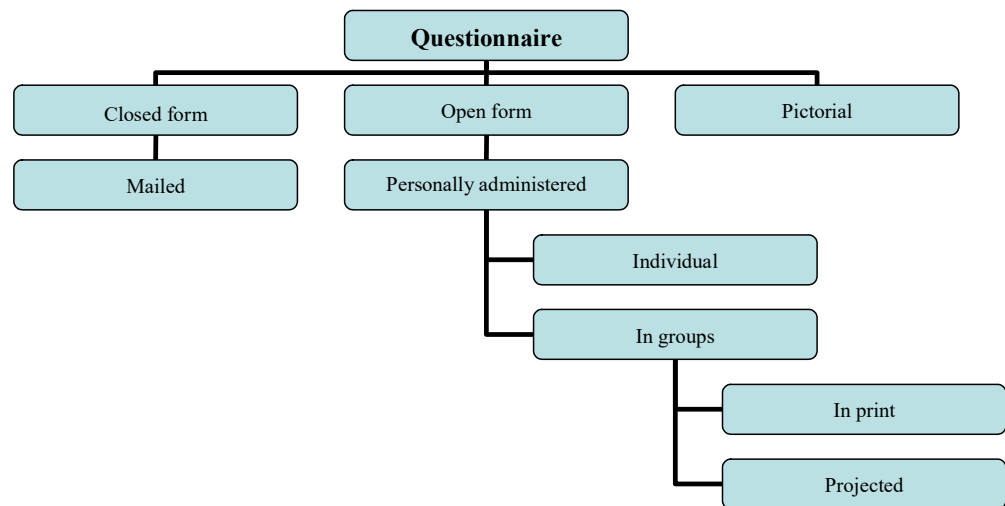 Questionnaire
Closed form
Open form
Pictorial
Mailed
Personally administered
Individual
In groups
In print
Projected